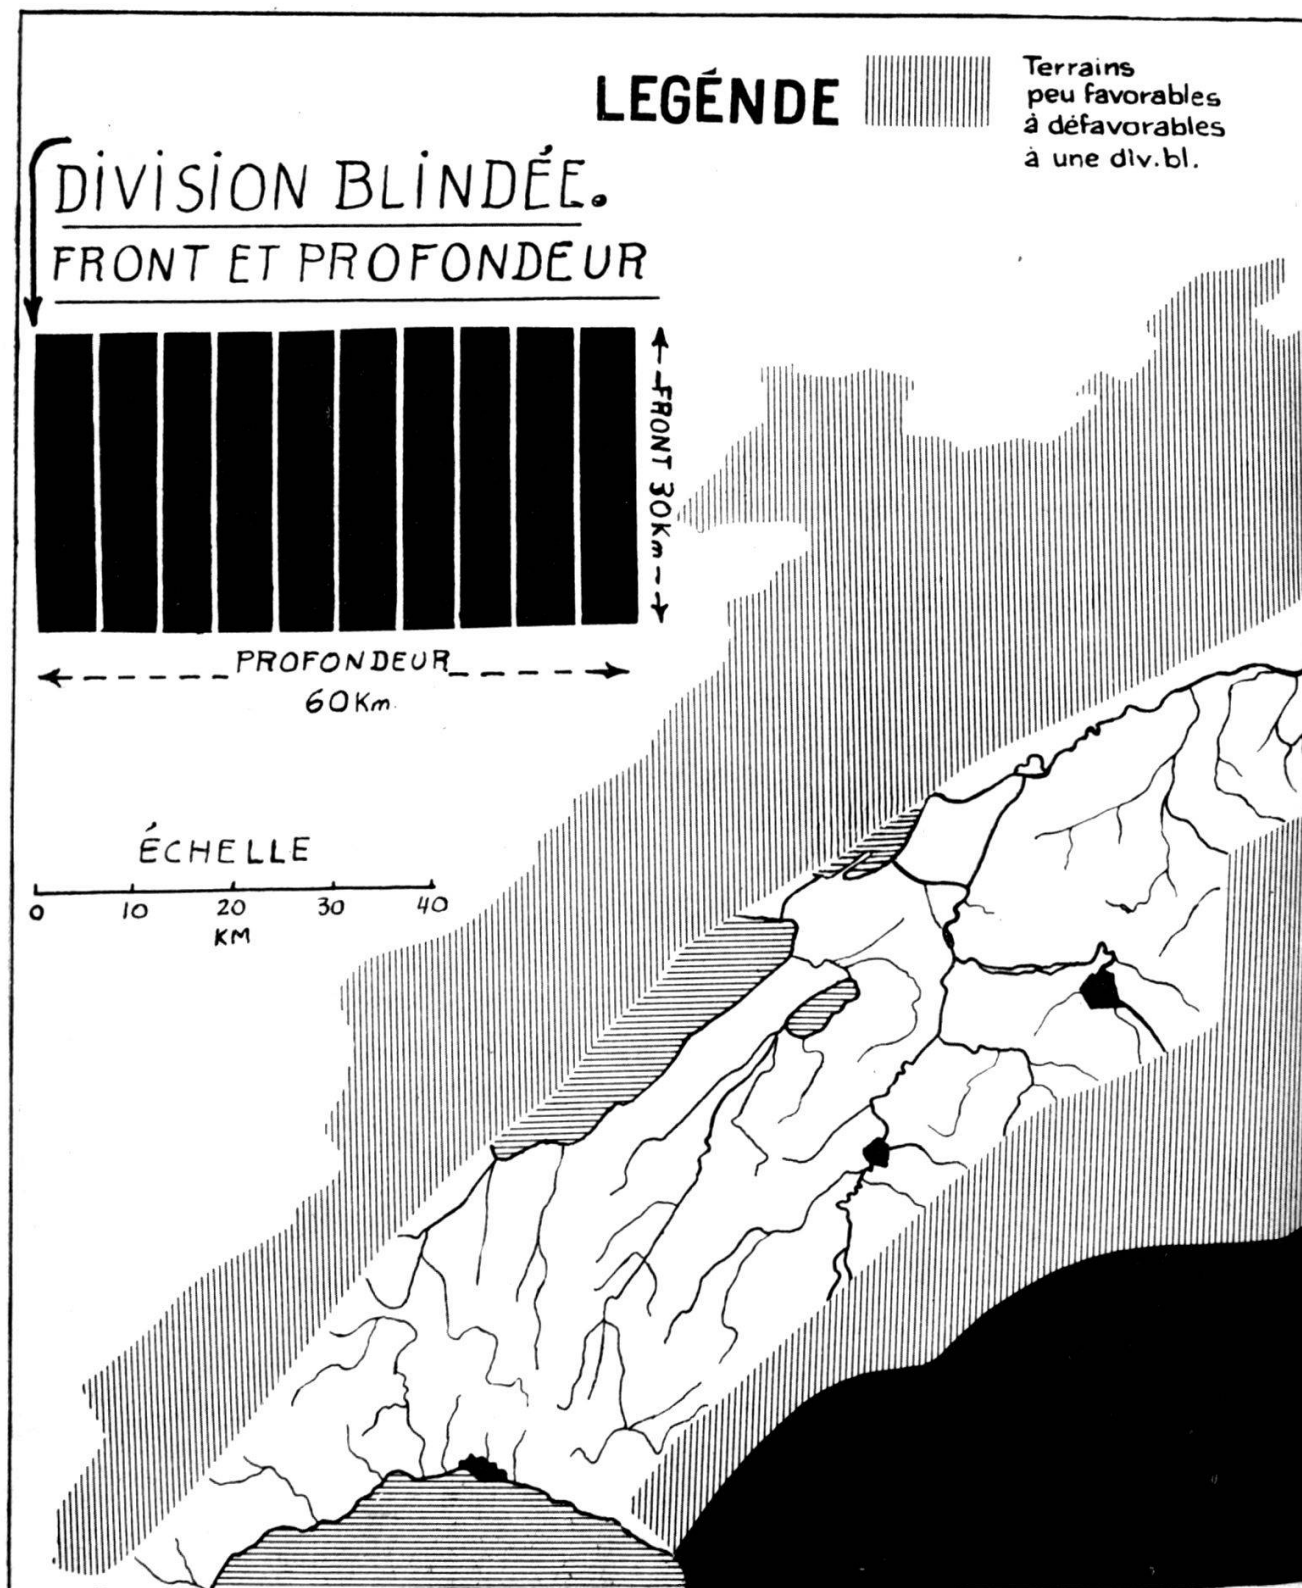 LEGÉNDE
Terrains
peu favorables
à défavorables
à une div.bl.
DIVISION BLINDÉE.
FRONT ET PROFONDEUR
FRONT 30Km
PROFONDEUR
60Km
ÉCHELLE
0 10 20 30 40
KM